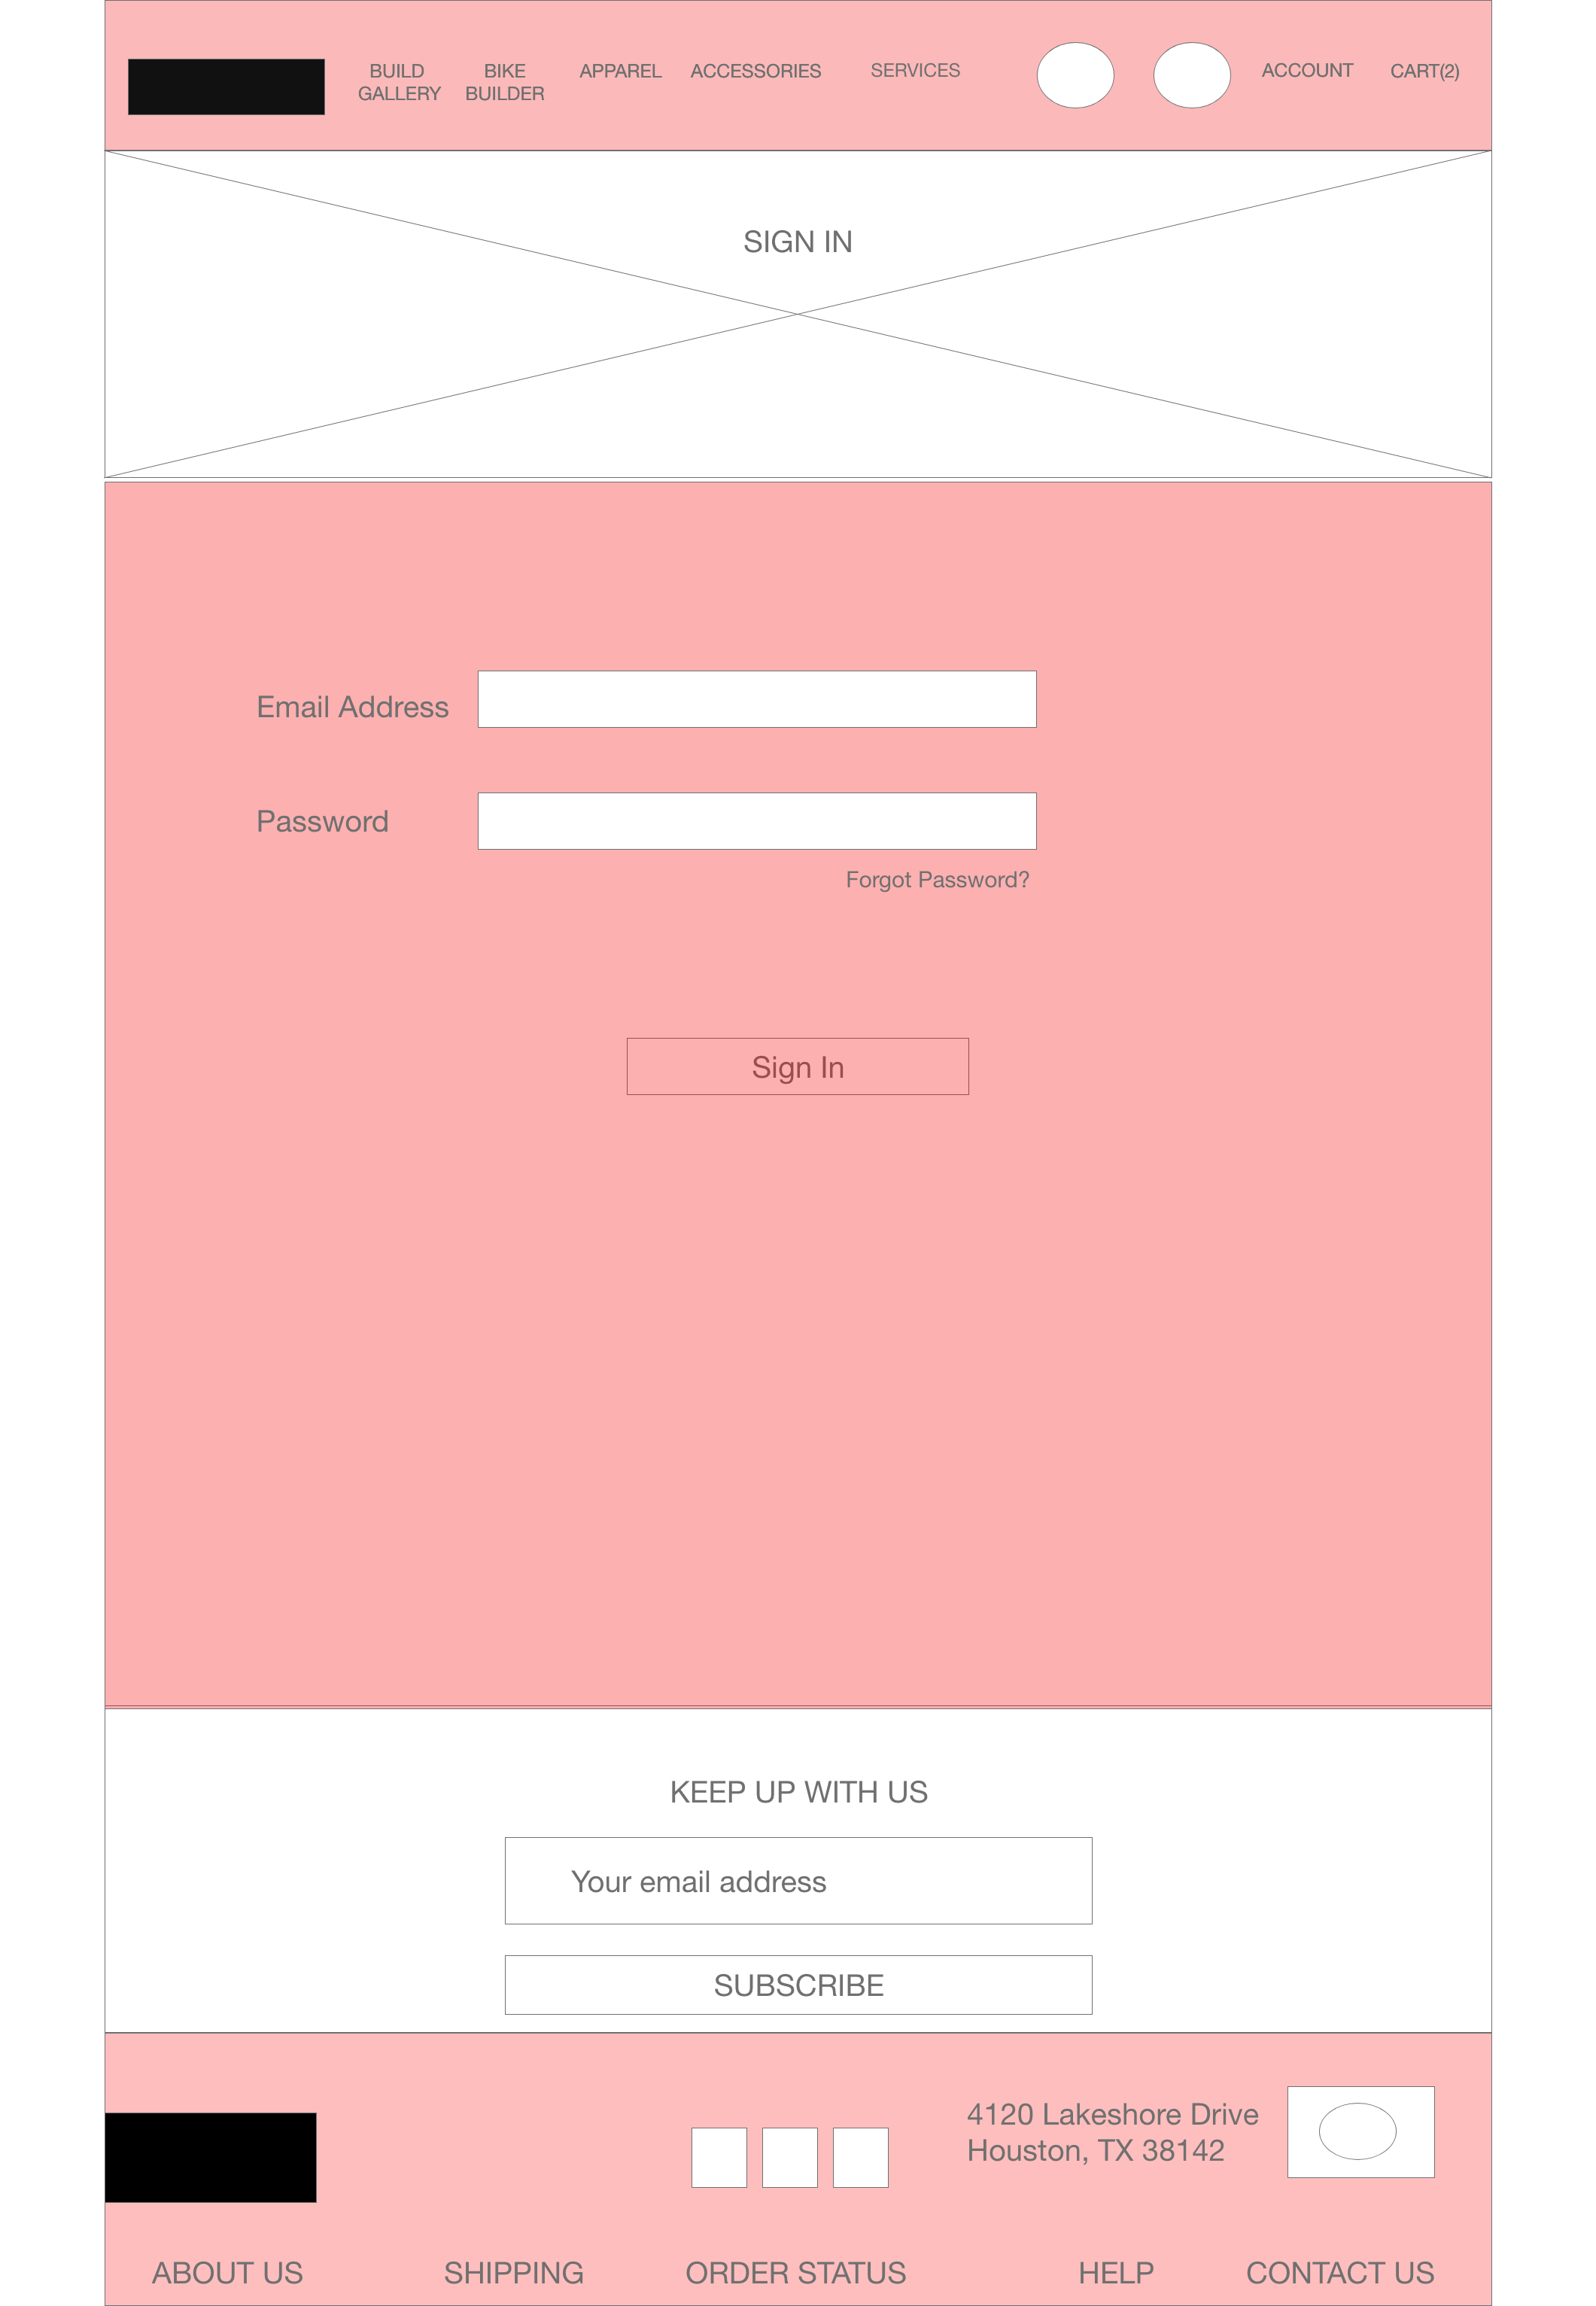 BUILD
GALLERY
BIKE
BUILDER
APPAREL
ACCESSORIES
SERVICES
ACCOUNT
CART(2)
SIGN IN
Email Address
Password
Forgot Password?
Sign In
KEEP UP WITH US
Your email address
SUBSCRIBE
4120 Lakeshore Drive
Houston, TX 38142
ABOUT US
SHIPPING
ORDER STATUS
HELP
CONTACT US